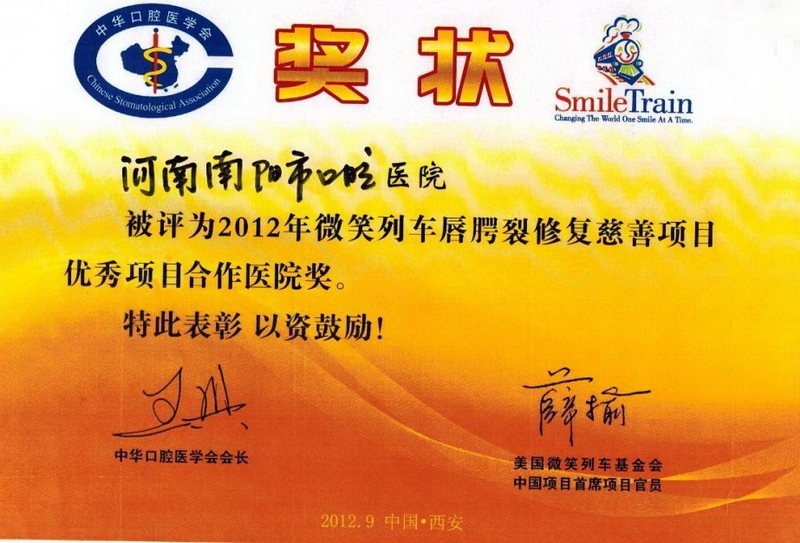 中华口腔医学会
Chinese Stomatological Association
奖状
SmileTrain
Changing The World One Smile At A Time.
河南南阳市口腔医院
被评为2012年微笑列车唇腭裂修复慈善项目
优秀项目合作医院奖。
特此表彰 以资鼓励!
薛揄
中华口腔医学会会长
美国微笑列车基金会
中国项目首席项目官员
2012.9 中国•西安